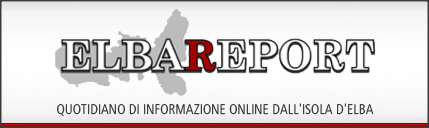 ELBAREPORT
QUOTIDIANO DI INFORMAZIONE ONLINE DALL'ISOLA D'ELBA